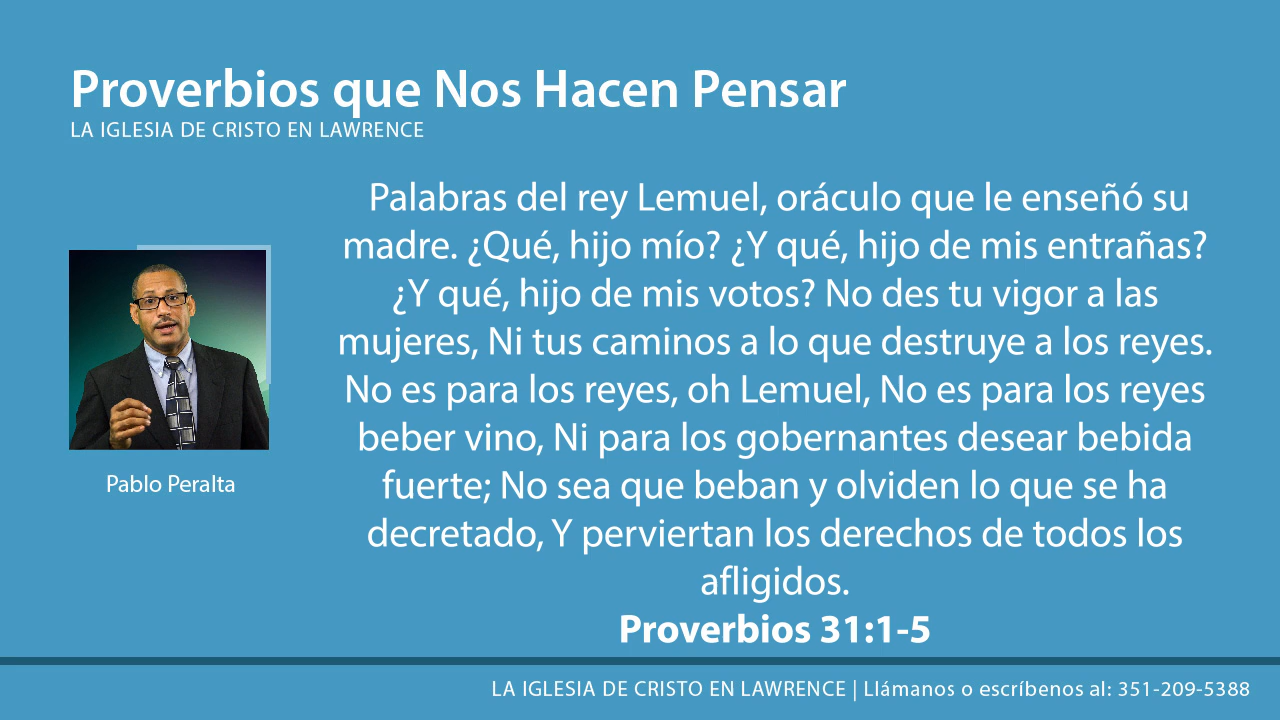 Proverbios que Nos Hacen Pensar
LA IGLESIA DE CRISTO EN LAWRENCE
Palabras del rey Lemuel, oráculo que le enseñó su
madre. ¿Qué, hijo mío? ¿Y qué, hijo de mis entrañas?
¿Y qué, hijo de mis votos? No des tu vigor a las
mujeres, Ni tus caminos a lo que destruye a los reyes.
No es para los reyes, oh Lemuel, No es para los reyes
beber vino, Ni para los gobernantes desear bebida
fuerte; No sea que beban y olviden lo que se ha
decretado, Y perviertan los derechos de todos los
afligidos.
Proverbios 31:1-5
Pablo Peralta
LA IGLESIA DE CRISTO EN LAWRENCE | Llámanos o escríbenos al: 351-209-5388